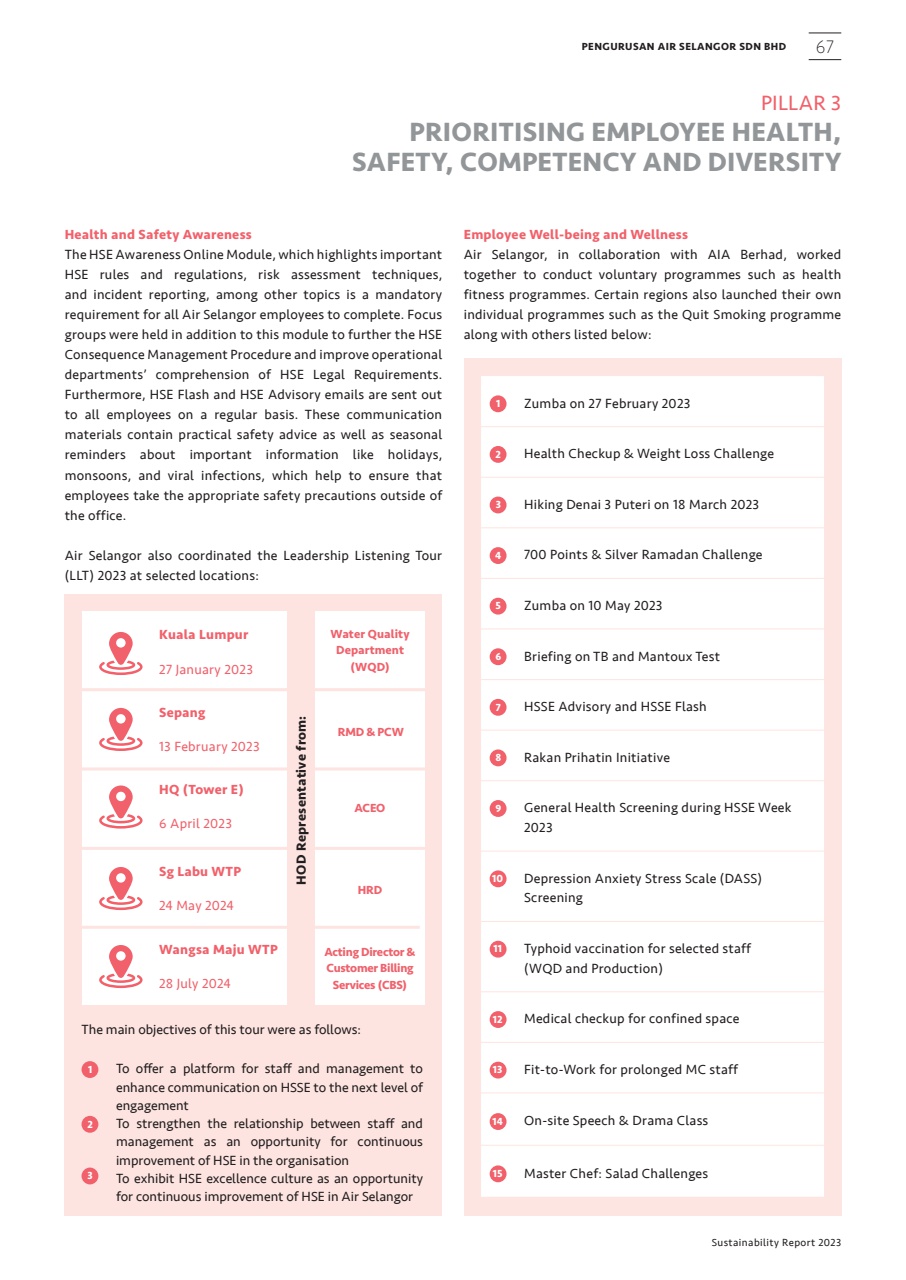 PENGURUSAN AIR SELANGOR SDN BHD 67
PILLAR 3
PRIORITISING EMPLOYEE HEALTH,
SAFETY, COMPETENCY AND DIVERSITY
Health and Safety Awareness
The HSE Awareness Online Module, which highlights important
HSE rules and regulations, risk assessment techniques,
and incident reporting, among other topics is a mandatory
requirement for all Air Selangor employees to complete. Focus
groups were held in addition to this module to further the HSE
Consequence Management Procedure and improve operational
departments' comprehension of HSE Legal Requirements.
Furthermore, HSE Flash and HSE Advisory emails are sent out
to all employees on a regular basis. These communication
materials contain practical safety advice as well as seasonal
reminders about important information like holidays,
monsoons, and viral infections, which help to ensure that
employees take the appropriate safety precautions outside of
the office.
Air Selangor also coordinated the Leadership Listening Tour
(LLT) 2023 at selected locations:
Kuala Lumpur
27 January 2023
Sepang
13 February 2023
HQ (Tower E)
6 April 2023
Sg Labu WTP
24 May 2024
Wangsa Maju WTP
28 July 2024
HOD Representative from:
Water Quality
Department
(WQD)
RMD & PCW
ACEO
HRD
Acting Director &
Customer Billing
Services (CBS)
The main objectives of this tour were as follows:
1 To offer a platform for staff and management to
enhance communication on HSSE to the next level of
engagement
2 To strengthen the relationship between staff and
management as an opportunity for continuous
improvement of HSE in the organisation
3 To exhibit HSE excellence culture as an opportunity
for continuous improvement of HSE in Air Selangor
Employee Well-being and Wellness
Air Selangor, in collaboration with AIA Berhad, worked
together to conduct voluntary programmes such as health
fitness programmes. Certain regions also launched their own
individual programmes such as the Quit Smoking programme
along with others listed below:
1 Zumba on 27 February 2023
2 Health Checkup & Weight Loss Challenge
3 Hiking Denai 3 Puteri on 18 March 2023
4 700 Points & Silver Ramadan Challenge
5 Zumba on 10 May 2023
6 Briefing on TB and Mantoux Test
7 HSSE Advisory and HSSE Flash
8 Rakan Prihatin Initiative
9 General Health Screening during HSSE Week
2023
10 Depression Anxiety Stress Scale (DASS)
Screening
11 Typhoid vaccination for selected staff
(WQD and Production)
12 Medical checkup for confined space
13 Fit-to-Work for prolonged MC staff
14 On-site Speech & Drama Class
15 Master Chef: Salad Challenges
Sustainability Report 2023